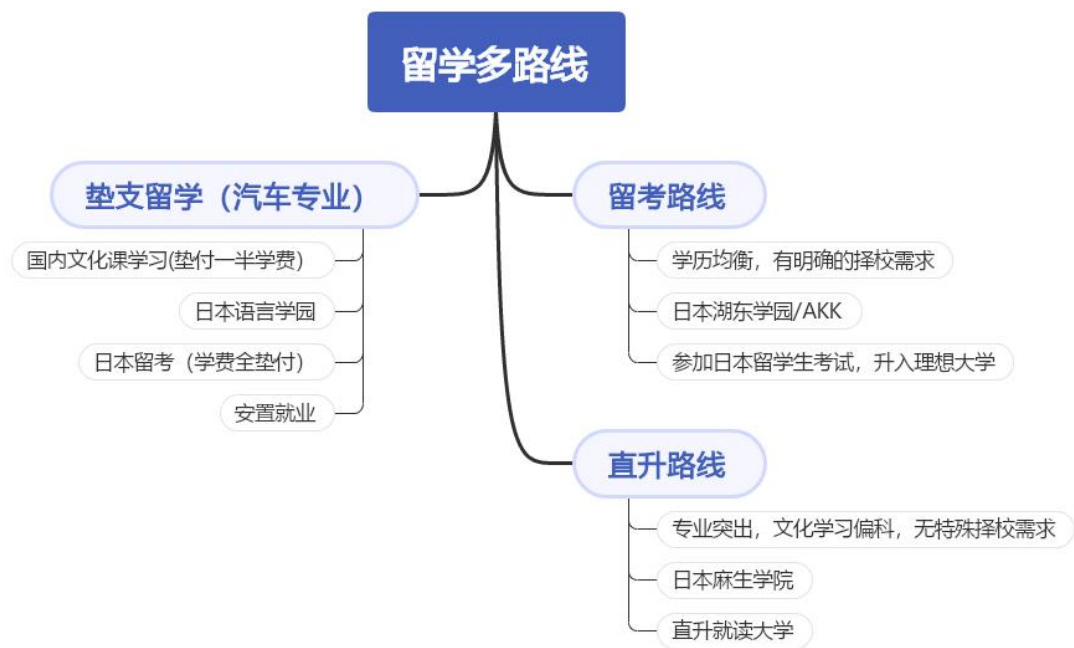 留学多路线
垫支留学（汽车专业）
国内文化课学习(垫付一半学费)
日本语言学园
日本留考（学费全垫付）
安置就业
留考路线
学历均衡，有明确的择校需求
日本湖东学园/AKK
参加日本留学生考试，升入理想大学
直升路线
专业突出，文化学习偏科，无特殊择校需求
日本麻生学院
直升就读大学